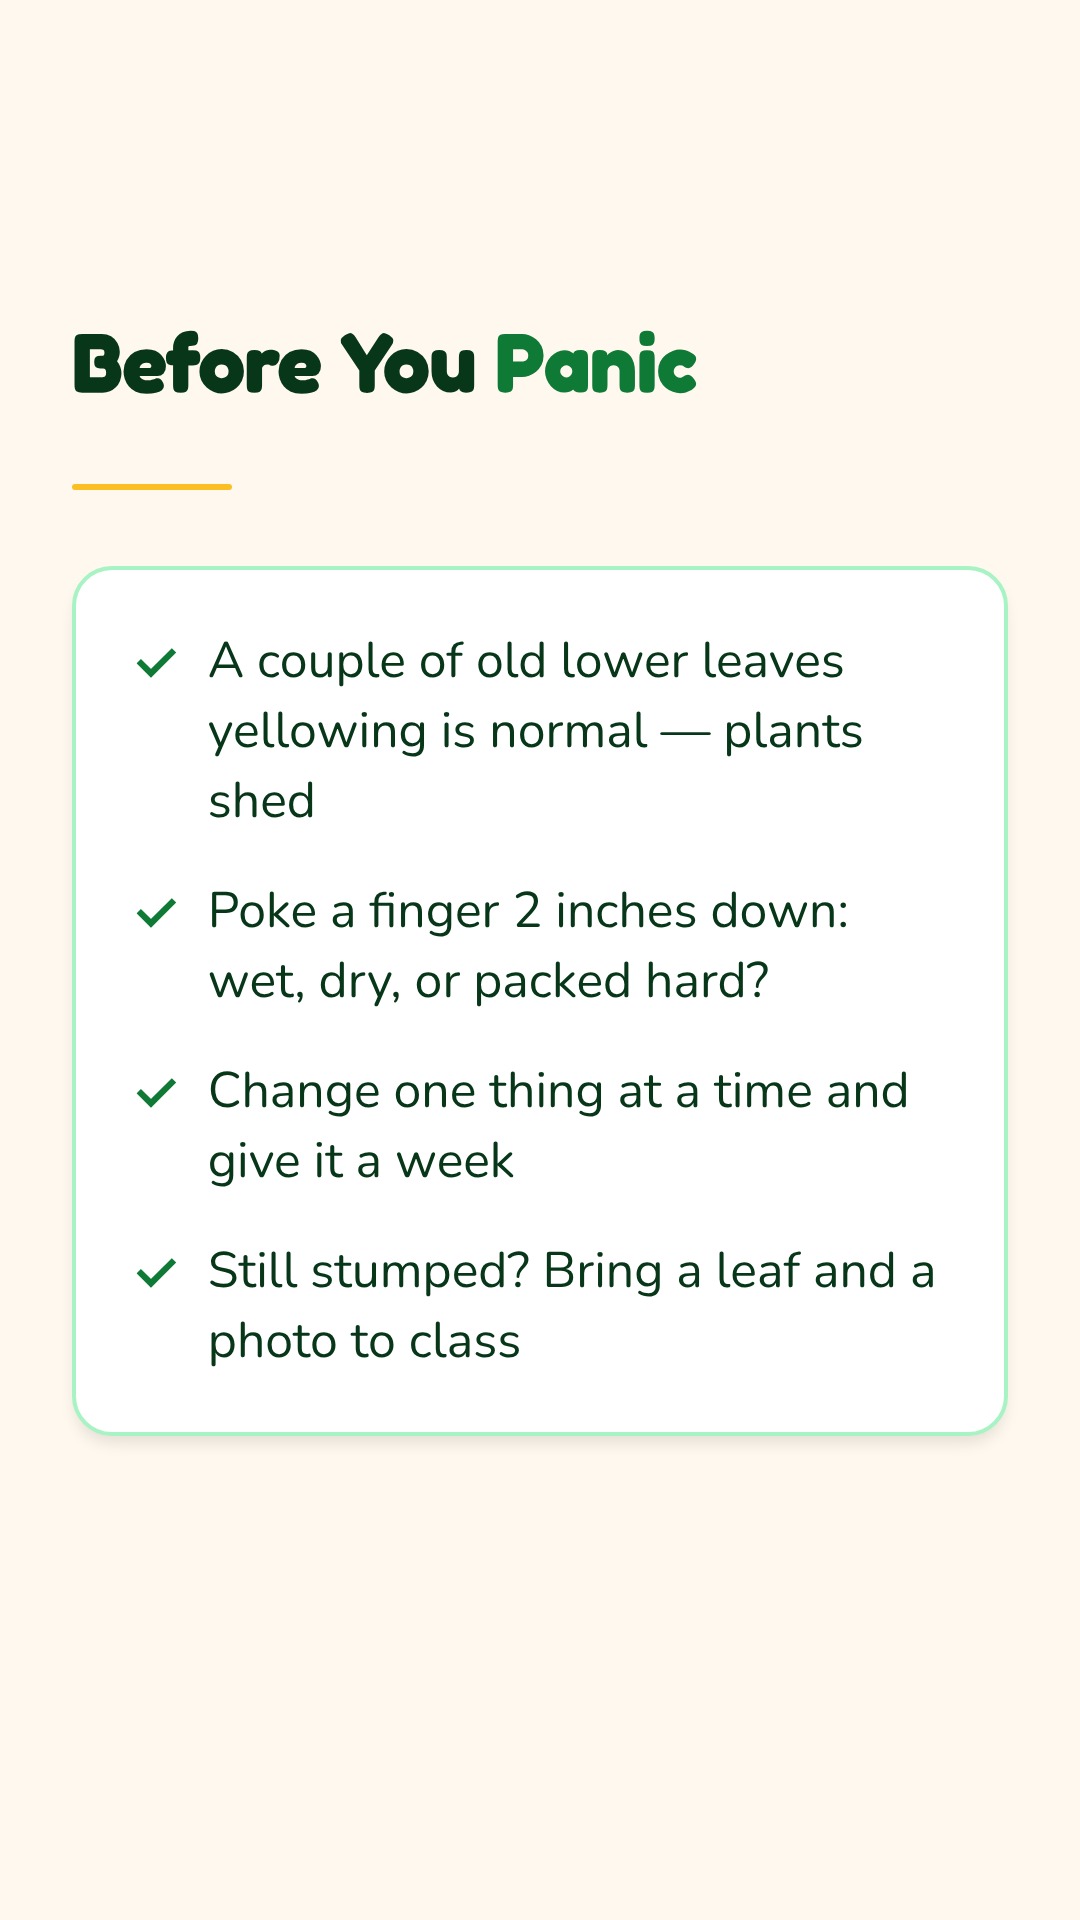 Before You Panic
A couple of old lower leaves
yellowing is normal — plants
shed
Poke a finger 2 inches down:
wet, dry, or packed hard?
Change one thing at a time and
give it a week
Still stumped? Bring a leaf and a
photo to class